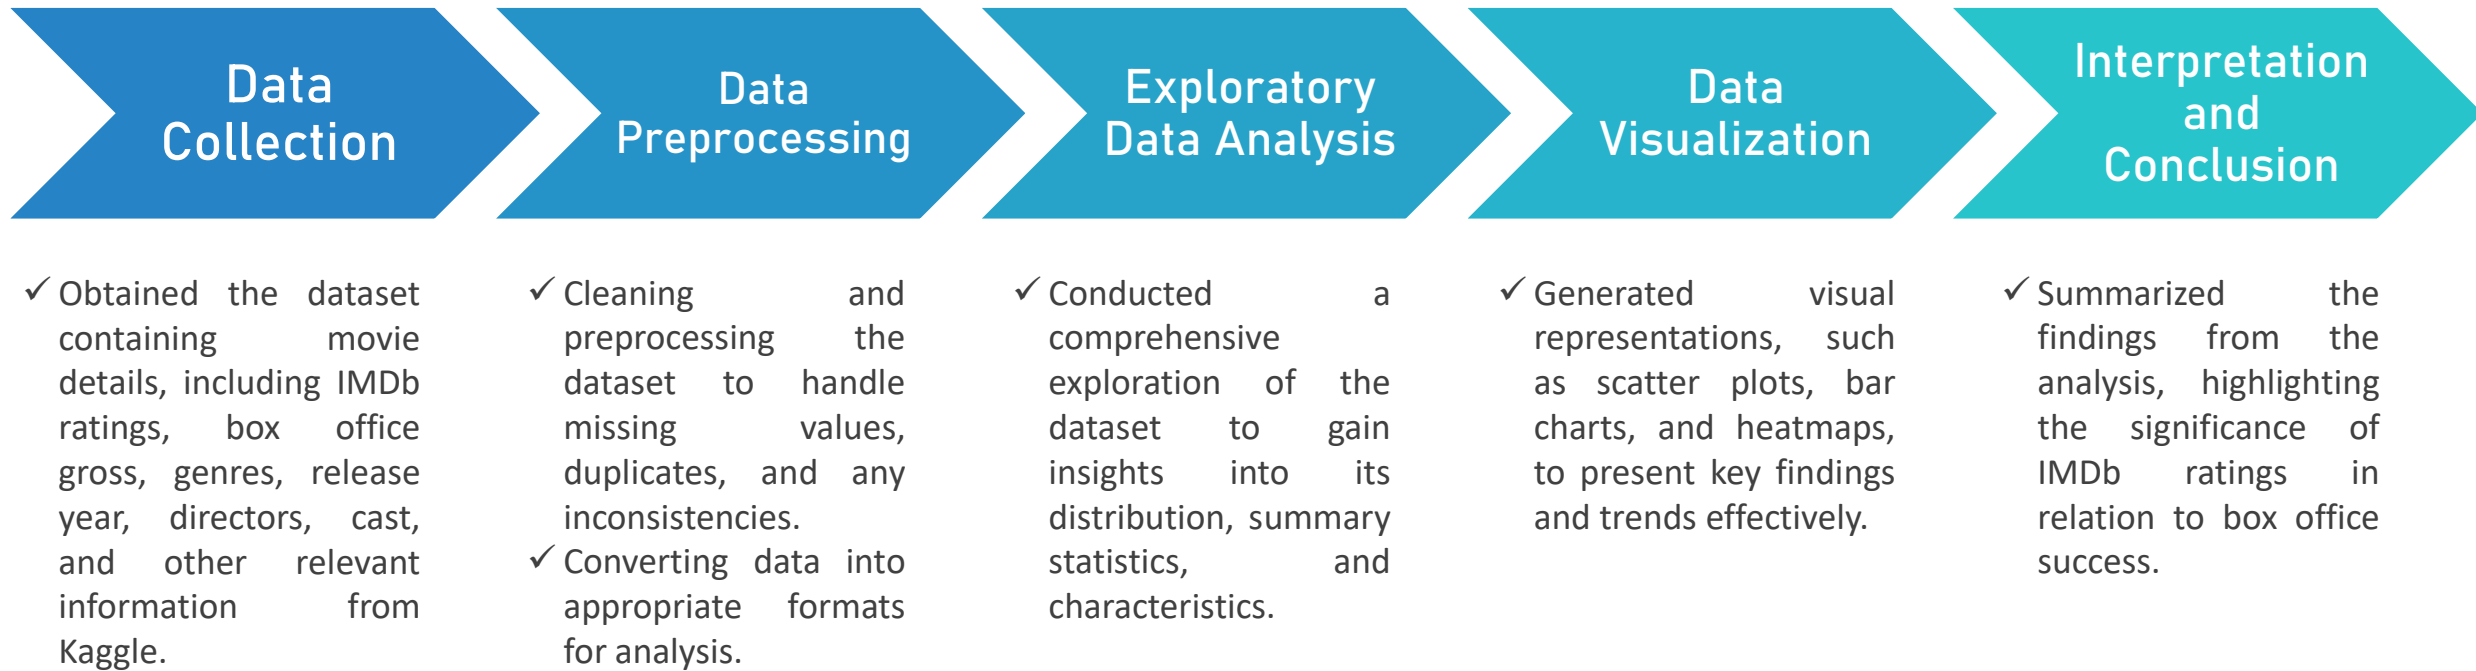 Data
Collection
Data
Preprocessing
Exploratory
Data Analysis
Data
Visualization
Interpretation
and
Conclusion
✓ Obtained the dataset
containing movie
details, including IMDb
ratings, box office
gross, genres, release
year, directors, cast,
and other relevant
information from
Kaggle.
✓ Cleaning and
preprocessing the
dataset to handle
missing values,
duplicates, and any
inconsistencies.
✓ Converting data into
appropriate formats
for analysis.
✓ Conducted a
comprehensive
exploration of the
dataset to gain
insights into its
distribution, summary
statistics, and
characteristics.
✓ Generated visual
representations, such
as scatter plots, bar
charts, and heatmaps,
to present key findings
and trends effectively.
✓ Summarized the
findings from the
analysis, highlighting
the significance of
IMDb ratings in
relation to box office
success.